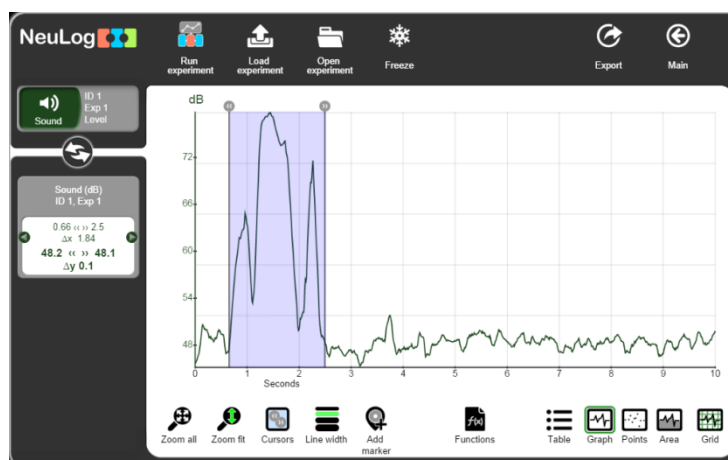 NeuLog
Run
experiment
Load
experiment
Open
experiment
Freeze
Export
Main
Sound
ID 1
Exp 1
Level
Sound (dB)
ID 1, Exp 1
0.66 ‹‹ ›› 2.5
Δx 1.84
48.2 ‹‹ ›› 48.1
Δy 0.1
dB
72
66
60
54
48
0 1 2 3 4 5 6 7 8 9 10
Seconds
Zoom all
Zoom fit
Cursors
Line width
Add
marker
f(x)
Functions
Table
Graph
Points
Area
Grid